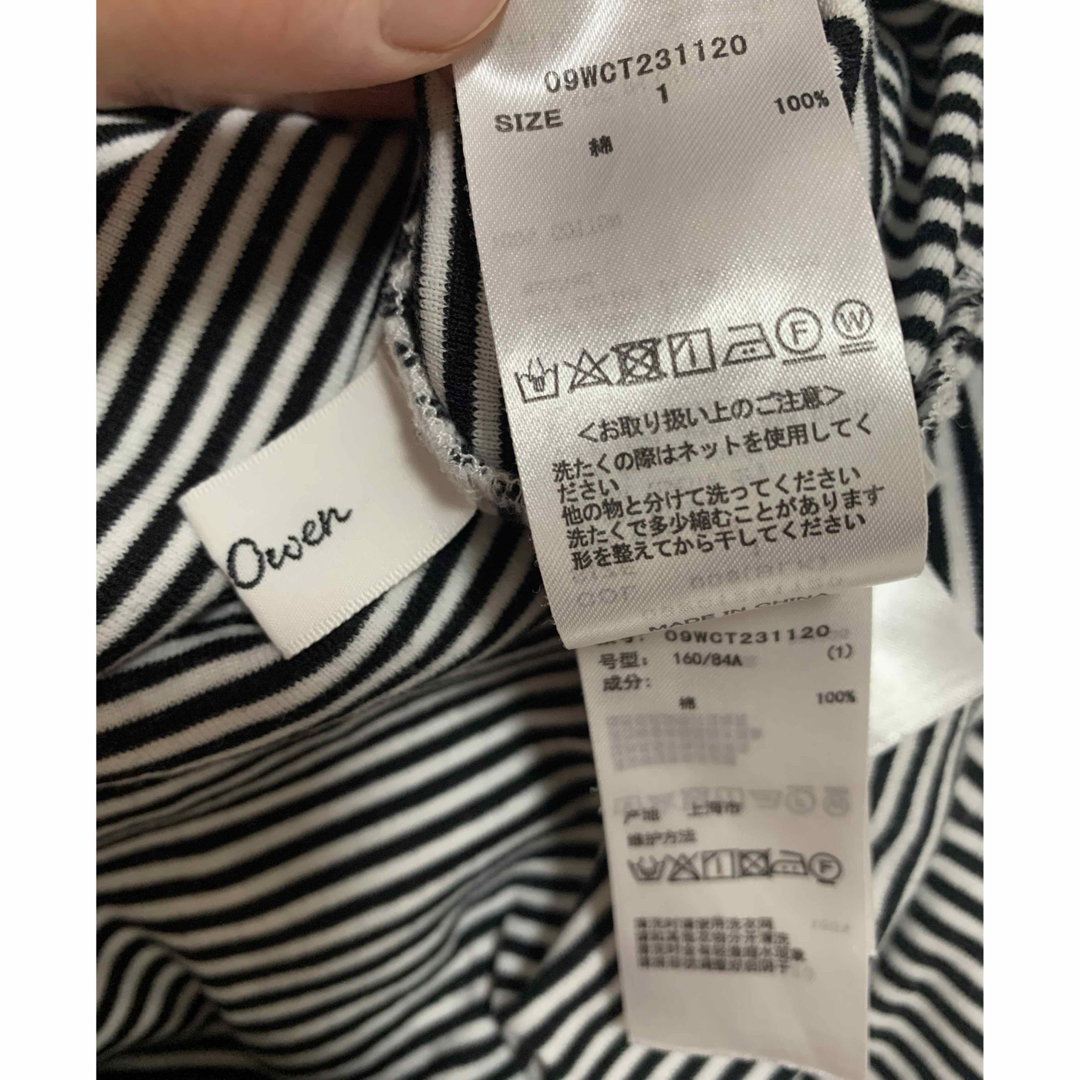 09WCT231120
SIZE 1
綿 100%
F W
<お取り扱い上のご注意>
洗たくの際はネットを使用してく
ださい
他の物と分けて洗ってください
洗たくで多少縮むことがあります
形を整えてから干してください
MADE IN CHINA
Owen
09WCT231120
号型: 160/84A (1)
成分:
棉 100%
产地 上海市
维护方法
F